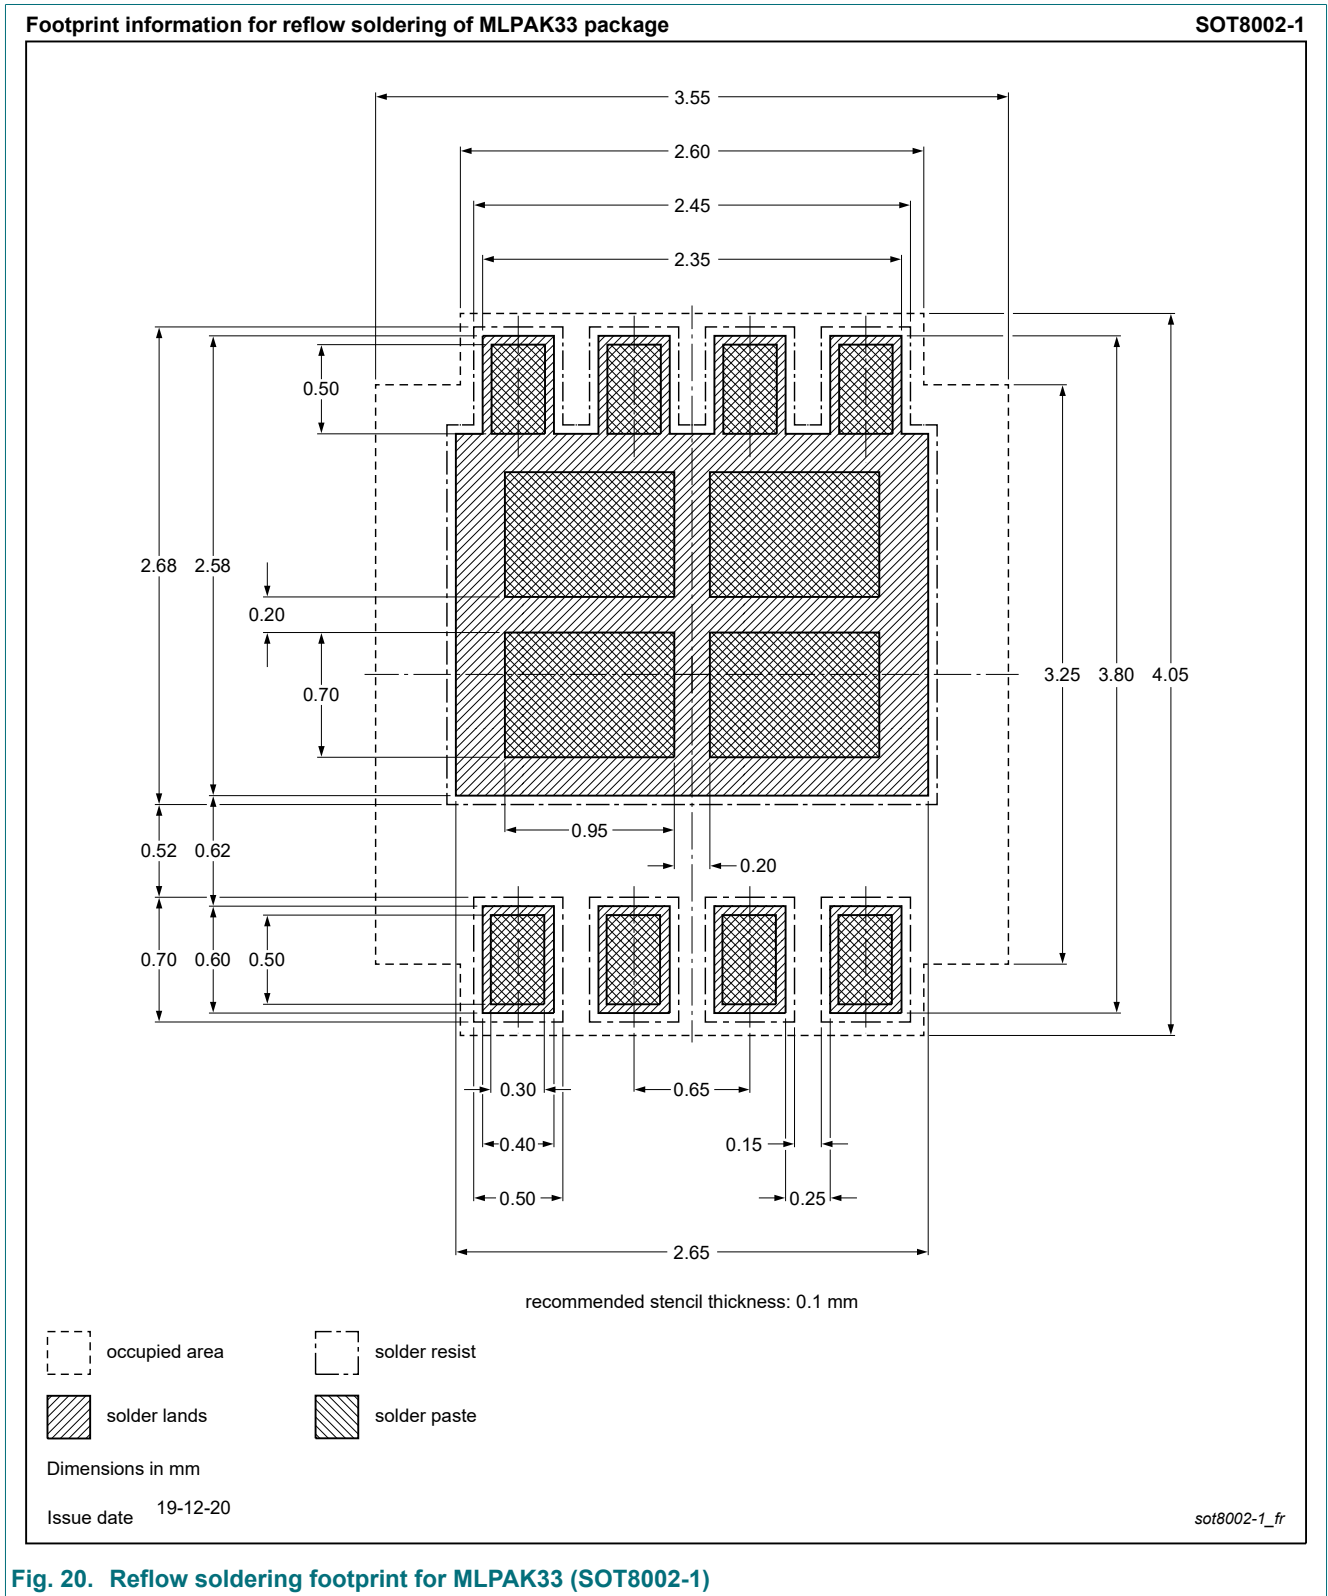 Footprint information for reflow soldering of MLPAK33 package SOT8002-1
3.55
2.60
2.45
2.35
0.50
2.68 2.58
0.20
0.70
3.25 3.80 4.05
0.95
0.52 0.62
0.20
0.70 0.60 0.50
0.30 0.65
0.40 0.15
0.50 0.25
2.65
recommended stencil thickness: 0.1 mm
occupied area solder resist
solder lands solder paste
Dimensions in mm
Issue date 19-12-20
sot8002-1_fr
Fig. 20. Reflow soldering footprint for MLPAK33 (SOT8002-1)